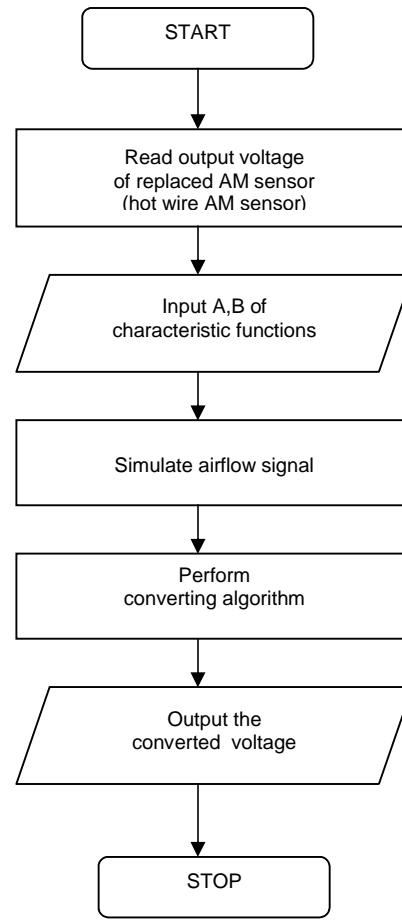 START
Read output voltage
of replaced AM sensor
(hot wire AM sensor)
Input A,B of
characteristic functions
Simulate airflow signal
Perform
converting algorithm
Output the
converted voltage
STOP